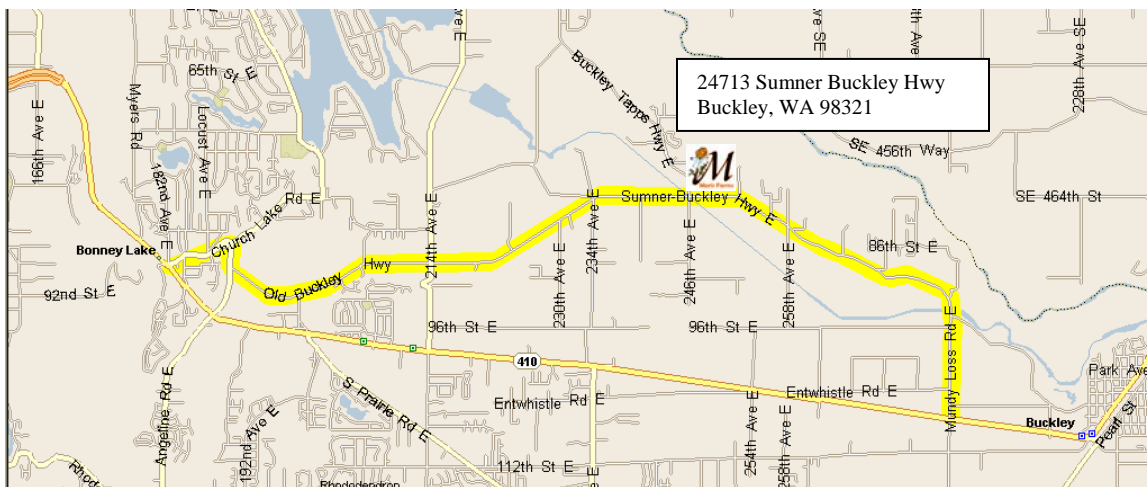 24713 Sumner Buckley Hwy
Buckley, WA 98321
M
65th St E
166th Ave E
Myers Rd
Locust Ave E
182nd Ave E
Church Lake Rd E
Bonney Lake
92nd St E
Old Buckley Hwy
214th Ave E
Buckley Tapps Hwy E
Sumner-Buckley Hwy E
230th Ave E
234th Ave E
246th Ave E
258th Ave E
86th St E
Mundy Loss Rd E
Ave SE
SE 456th Way
SE 464th St
228th Ave SE
96th St E
96th St E
410
Entwhistle Rd E
Entwhistle Rd E
Angeline Rd E
192nd Ave E
S Prairie Rd E
112th St E
254th Ave E
258th Ave E
Buckley
Park Ave
Pearl St
Rhododendron